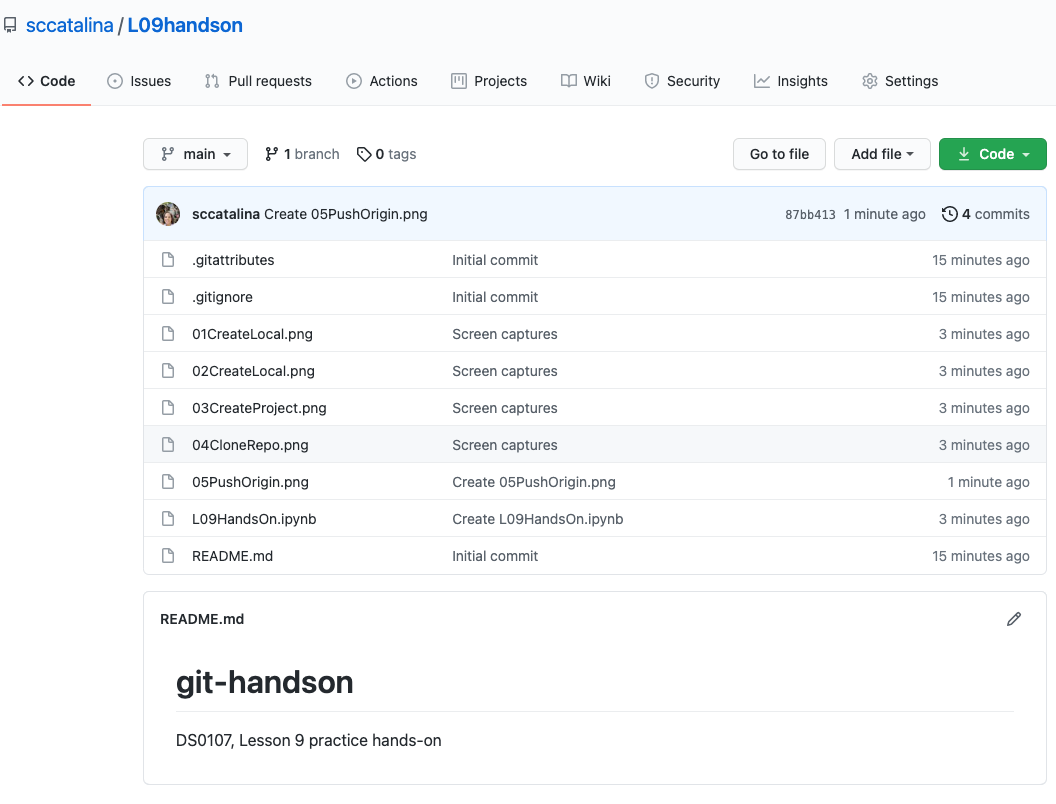 sccatalina / L09handson
Code Issues Pull requests Actions Projects Wiki Security Insights Settings
main 1 branch 0 tags Go to file Add file Code
sccatalina Create 05PushOrigin.png 87bb413 1 minute ago 4 commits
.gitattributes Initial commit 15 minutes ago
.gitignore Initial commit 15 minutes ago
01CreateLocal.png Screen captures 3 minutes ago
02CreateLocal.png Screen captures 3 minutes ago
03CreateProject.png Screen captures 3 minutes ago
04CloneRepo.png Screen captures 3 minutes ago
05PushOrigin.png Create 05PushOrigin.png 1 minute ago
L09HandsOn.ipynb Create L09HandsOn.ipynb 3 minutes ago
README.md Initial commit 15 minutes ago
README.md
git-handson
DS0107, Lesson 9 practice hands-on